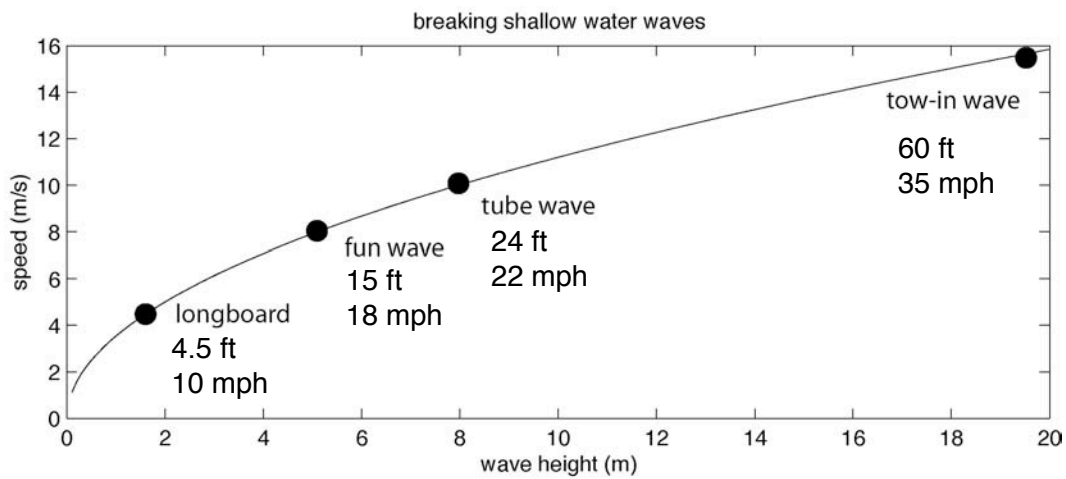 breaking shallow water waves
16
14
12
10
8
6
4
2
0
speed (m/s)
longboard
4.5 ft
10 mph
fun wave
15 ft
18 mph
tube wave
24 ft
22 mph
tow-in wave
60 ft
35 mph
0 2 4 6 8 10 12 14 16 18 20
wave height (m)